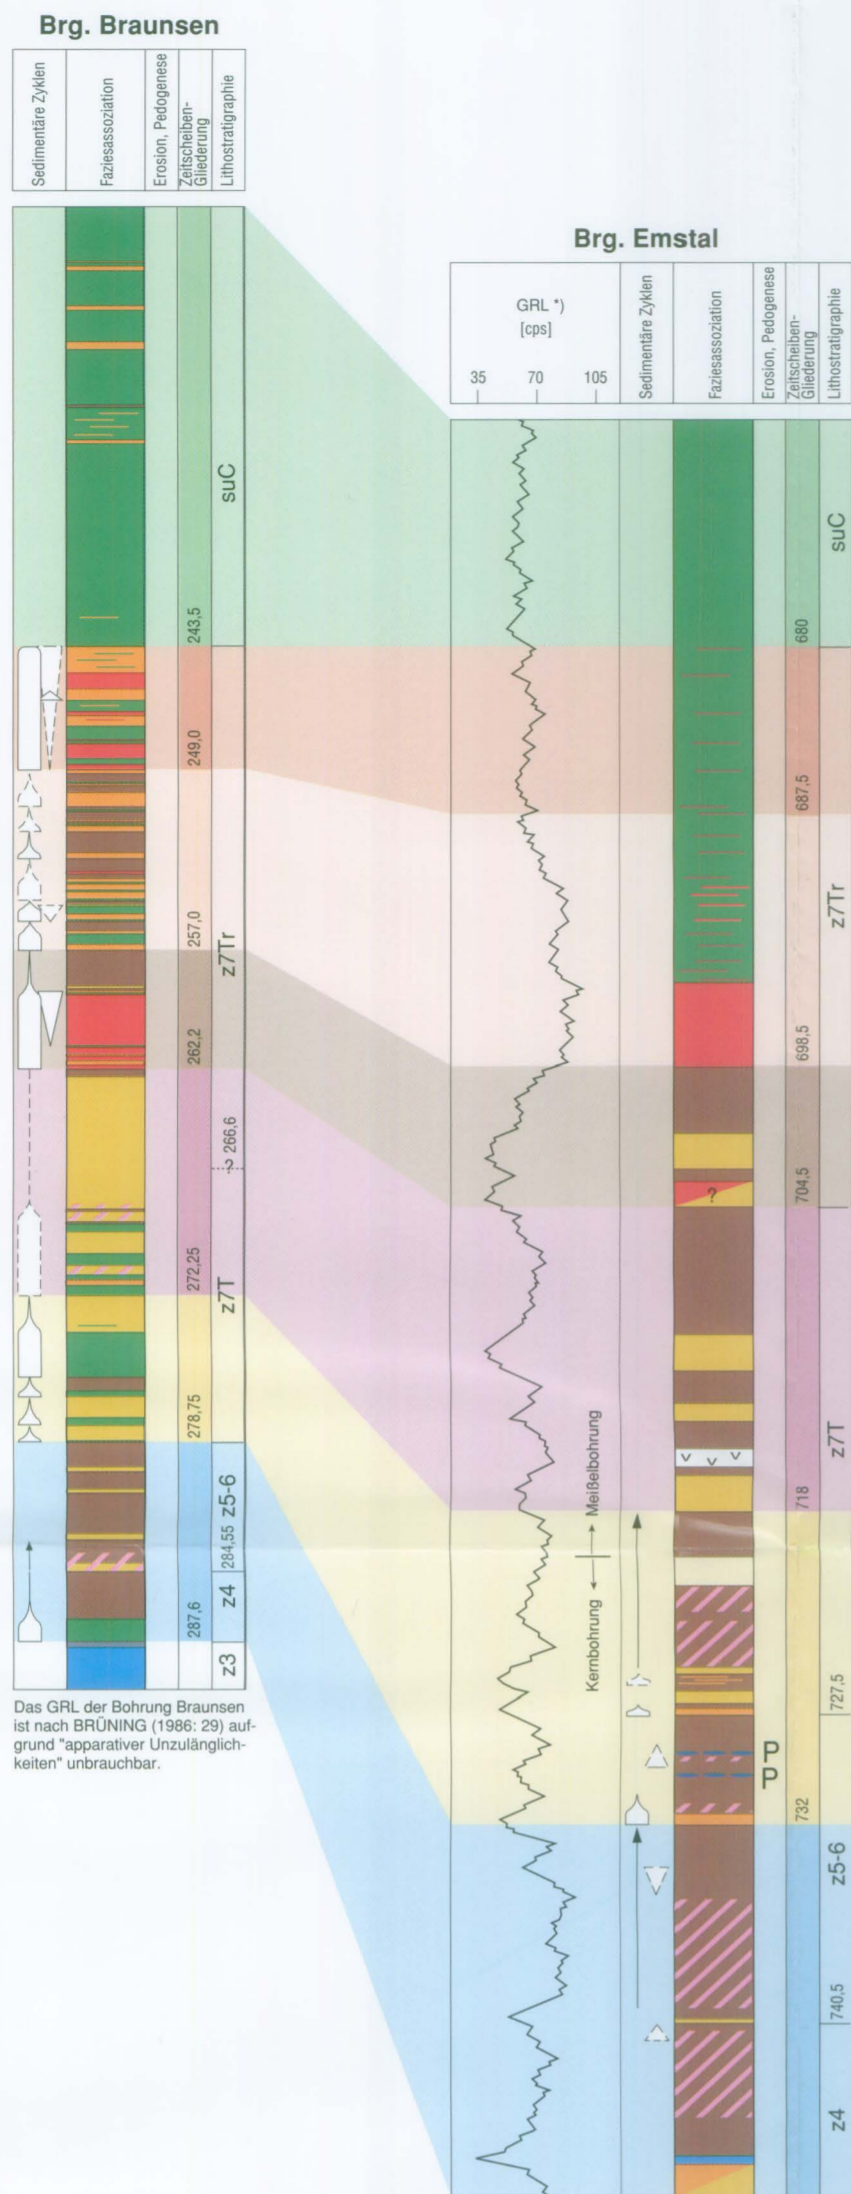 Brg. Braunsen
Sedimentäre Zyklen
Faziesassoziation
Erosion, Pedogenese
Zeitscheiben-
Gliederung
Lithostratigraphie
suC
243,5
249,0
257,0
z7Tr
262,2
? 266,6
272,25
z7T
278,75
z5-6
284,55
z4
287,6
z3
Das GRL der Bohrung Braunsen
ist nach BRÜNING (1986: 29) auf-
grund "apparativer Unzulänglich-
keiten" unbrauchbar.
Brg. Emstal
GRL *)
[cps]
35 70 105
Sedimentäre Zyklen
Faziesassoziation
Erosion, Pedogenese
Zeitscheiben-
Gliederung
Lithostratigraphie
suC
680
687,5
z7Tr
698,5
?
704,5
z7T
v v v
718
Meißelbohrung
Kernbohrung
727,5
P
P
732
z5-6
740,5
z4